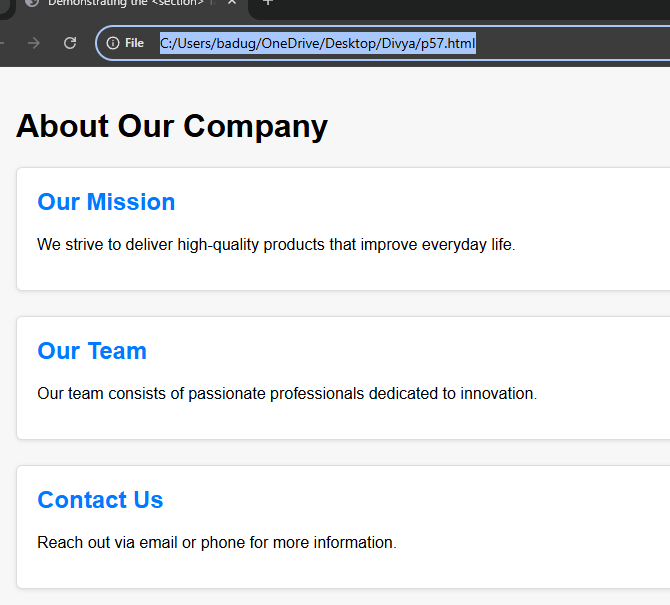 Demonstrating the <section>
File C:/Users/badug/OneDrive/Desktop/Divya/p57.html
About Our Company
Our Mission
We strive to deliver high-quality products that improve everyday life.
Our Team
Our team consists of passionate professionals dedicated to innovation.
Contact Us
Reach out via email or phone for more information.